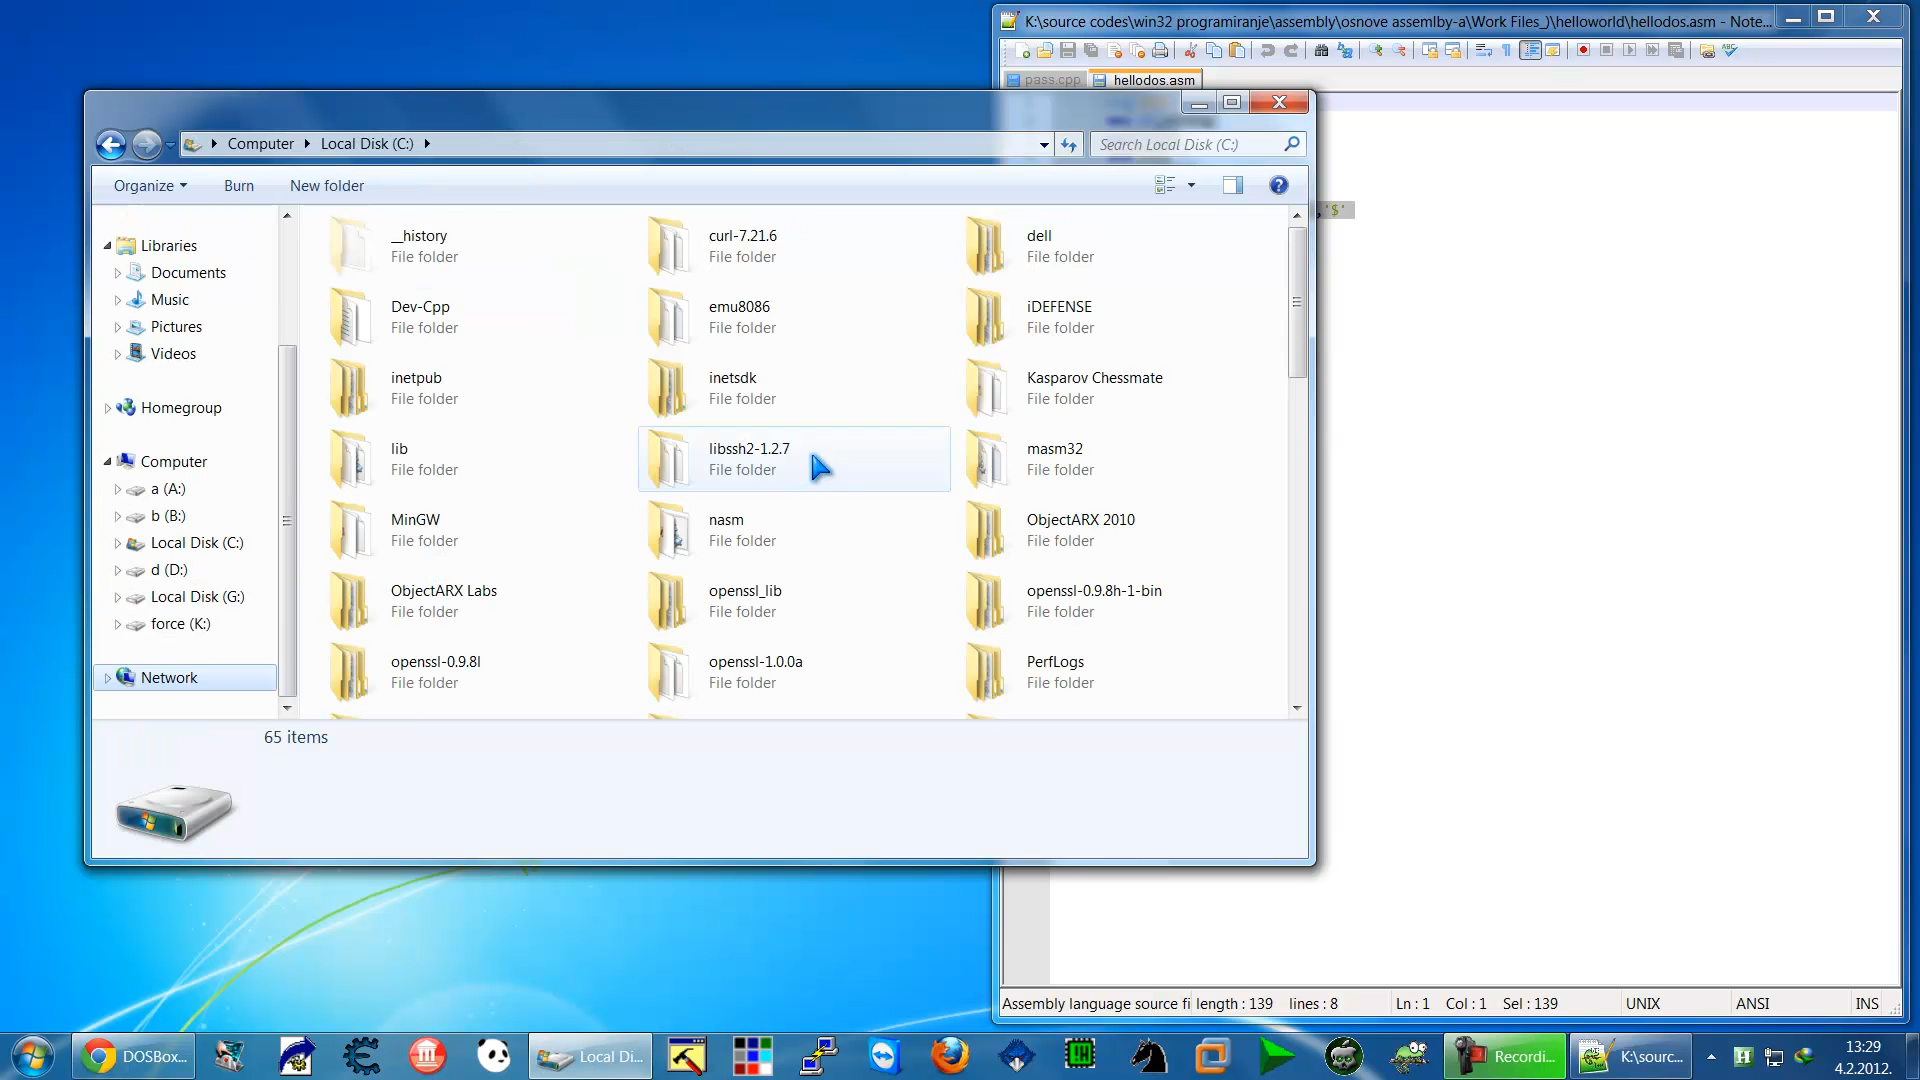 K:\source codes\win32 programiranje\assembly\osnove assemlby-a\Work Files_)\helloworld\hellodos.asm - Note...
pass.cpp
hellodos.asm
Computer
Local Disk (C:)
Search Local Disk (C:)
Organize
Burn
New folder
,'$'
Libraries
Documents
Music
Pictures
Videos
Homegroup
Computer
a (A:)
b (B:)
Local Disk (C:)
d (D:)
Local Disk (G:)
force (K:)
Network
__history
File folder
curl-7.21.6
File folder
dell
File folder
Dev-Cpp
File folder
emu8086
File folder
iDEFENSE
File folder
inetpub
File folder
inetsdk
File folder
Kasparov Chessmate
File folder
lib
File folder
libssh2-1.2.7
File folder
masm32
File folder
MinGW
File folder
nasm
File folder
ObjectARX 2010
File folder
ObjectARX Labs
File folder
openssl_lib
File folder
openssl-0.9.8h-1-bin
File folder
openssl-0.9.8l
File folder
openssl-1.0.0a
File folder
PerfLogs
File folder
65 items
Assembly language source fi
length : 139
lines : 8
Ln : 1
Col : 1
Sel : 139
UNIX
ANSI
INS
DOSBox...
Local Di...
Recordi...
K:\sourc...
13:29
4.2.2012.